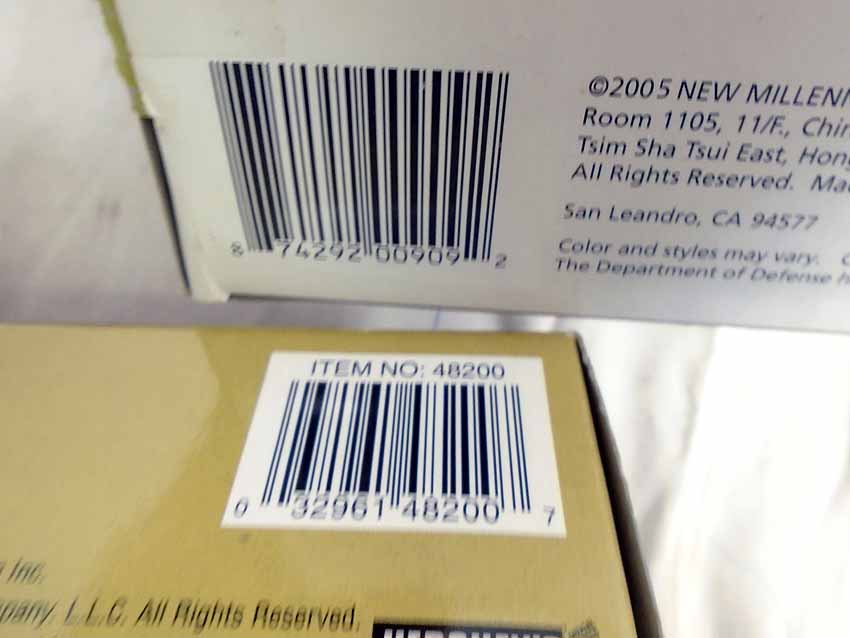 8 74292 00909 2
©2005 NEW MILLENN
Room 1105, 11/F., Chin
Tsim Sha Tsui East, Hong
All Rights Reserved. Ma
San Leandro, CA 94577
Color and styles may vary.
The Department of Defense h
ITEM NO: 48200
0 32961 48200 7
Inc.
pany, L.L.C. All Rights Reserved.